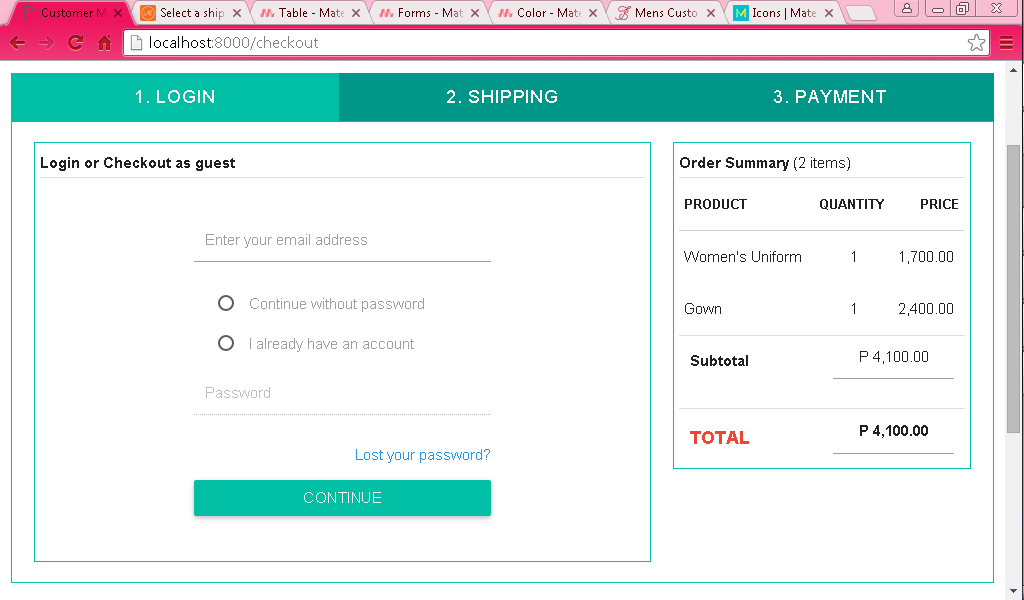 Customer M
Select a ship
Table - Mate
Forms - Mat
Color - Mate
Mens Custo
Icons | Mate
localhost:8000/checkout
1. LOGIN 2. SHIPPING 3. PAYMENT
Login or Checkout as guest
Enter your email address
Continue without password
I already have an account
Password
Lost your password?
CONTINUE
Order Summary (2 items)
PRODUCT QUANTITY PRICE
Women's Uniform 1 1,700.00
Gown 1 2,400.00
Subtotal P 4,100.00
TOTAL P 4,100.00